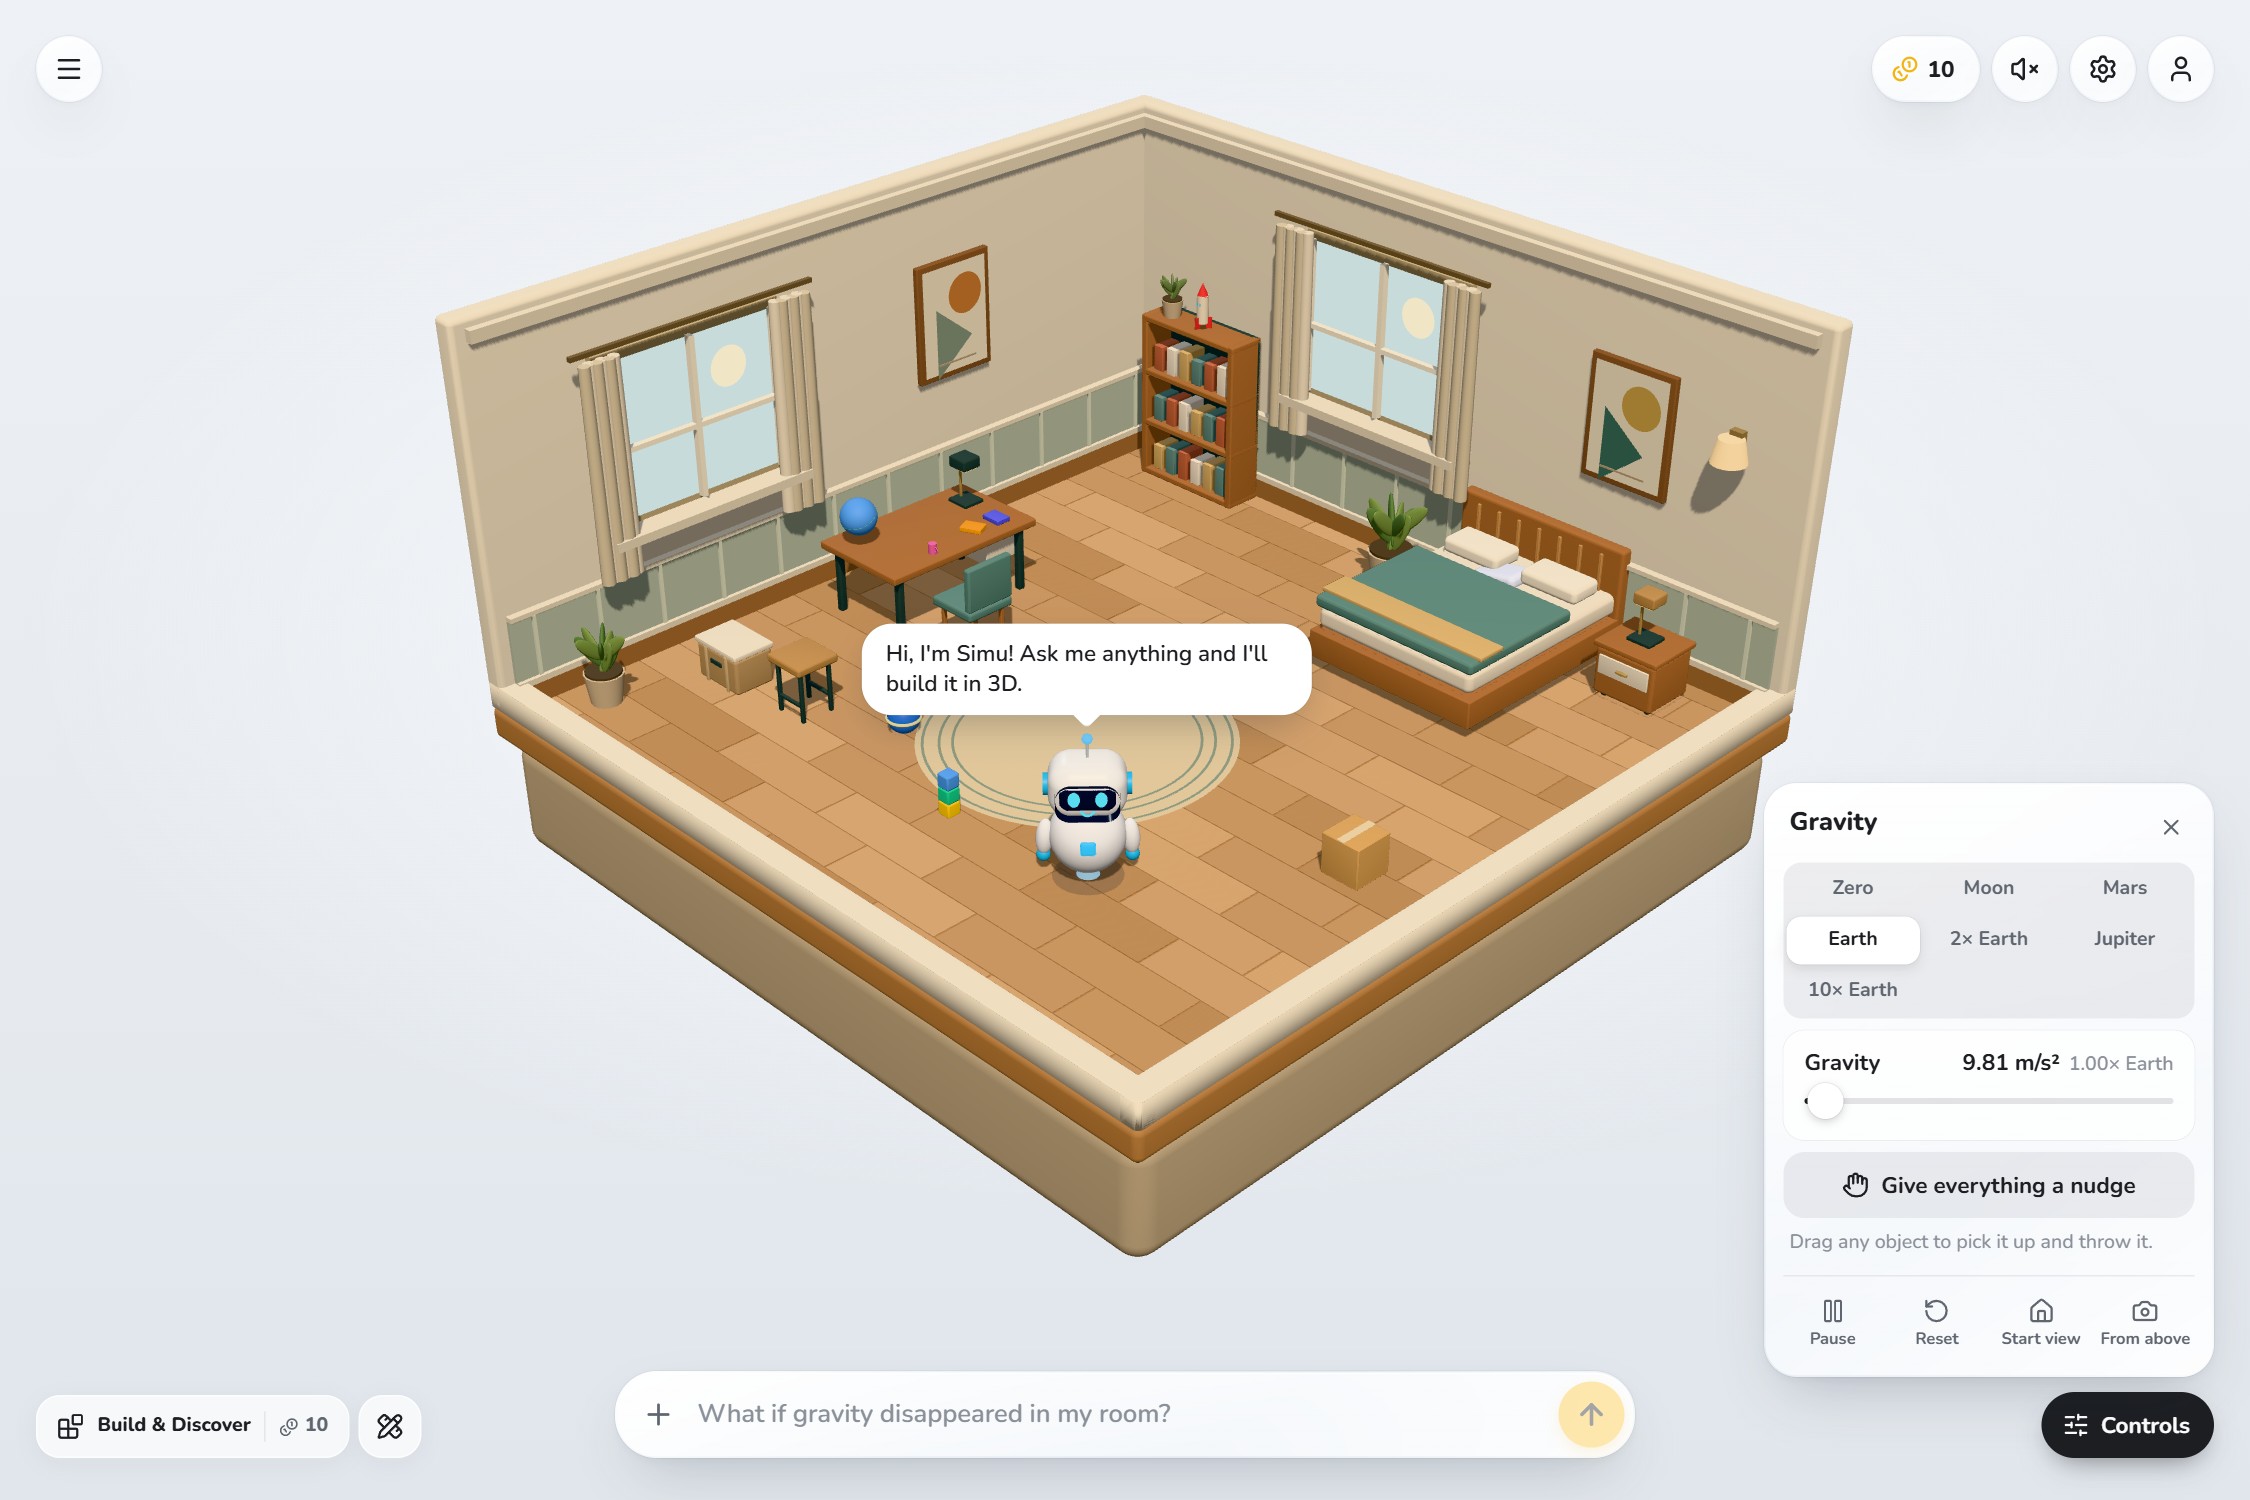 10
Hi, I'm Simu! Ask me anything and I'll
build it in 3D.
Gravity
Zero
Moon
Mars
Earth
2× Earth
Jupiter
10× Earth
Gravity 9.81 m/s² 1.00× Earth
Give everything a nudge
Drag any object to pick it up and throw it.
Pause
Reset
Start view
From above
Build & Discover 10
What if gravity disappeared in my room?
Controls